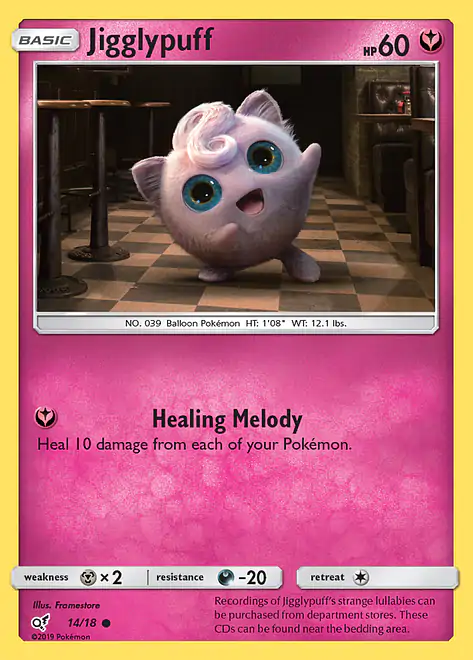 BASIC Jigglypuff HP60
NO. 039 Balloon Pokémon HT: 1'08" WT: 12.1 lbs.
Healing Melody
Heal 10 damage from each of your Pokémon.
weakness ×2 resistance -20 retreat
Illus. Framestore
14/18
©2019 Pokémon
Recordings of Jigglypuff's strange lullabies can
be purchased from department stores. These
CDs can be found near the bedding area.